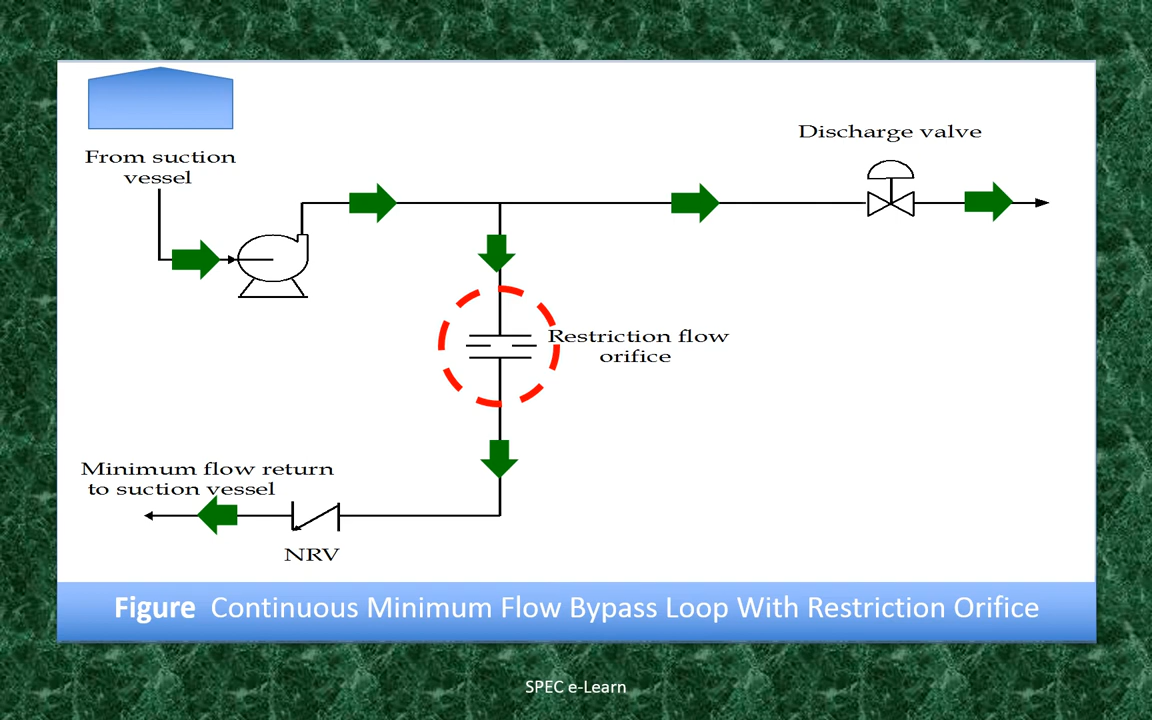 Discharge valve
From suction
vessel
Restriction flow
orifice
Minimum flow return
to suction vessel
NRV
Figure Continuous Minimum Flow Bypass Loop With Restriction Orifice
SPEC e-Learn